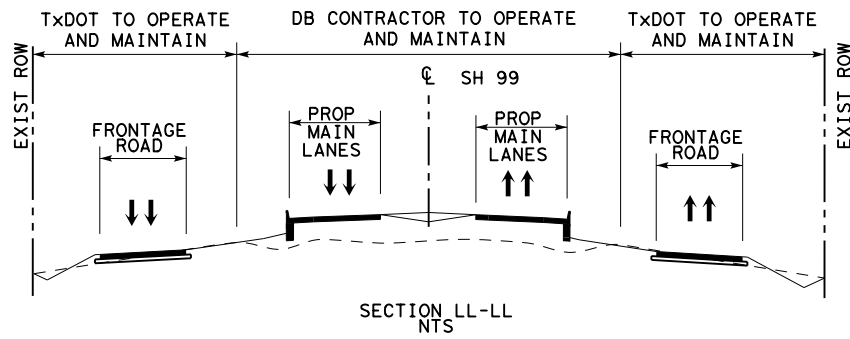 TxDOT TO OPERATE
AND MAINTAIN
DB CONTRACTOR TO OPERATE
AND MAINTAIN
TxDOT TO OPERATE
AND MAINTAIN
EXIST ROW
℄ SH 99
EXIST ROW
FRONTAGE
ROAD
PROP
MAIN
LANES
PROP
MAIN
LANES
FRONTAGE
ROAD
SECTION LL-LL
NTS